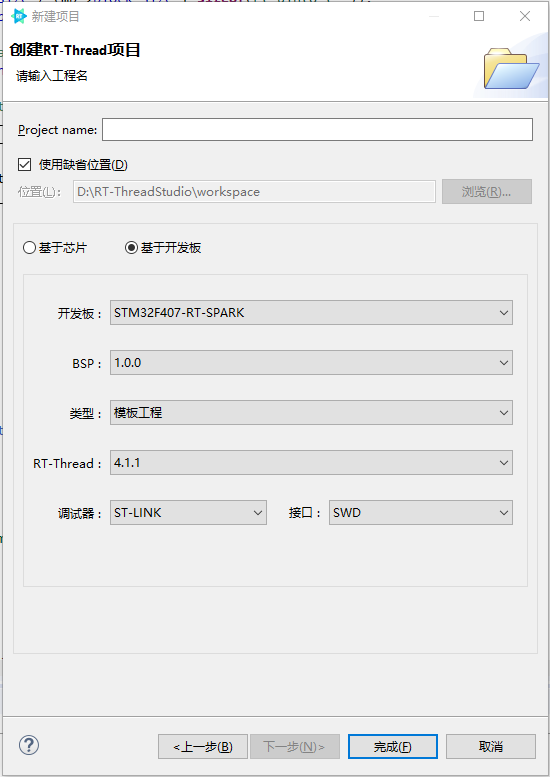 新建项目
创建RT-Thread项目
请输入工程名
Project name:
使用缺省位置(D)
位置(L): D:\RT-ThreadStudio\workspace 浏览(R)...
基于芯片 基于开发板
开发板: STM32F407-RT-SPARK
BSP: 1.0.0
类型: 模板工程
RT-Thread: 4.1.1
调试器: ST-LINK 接口: SWD
<上一步(B) 下一步(N)> 完成(F) 取消